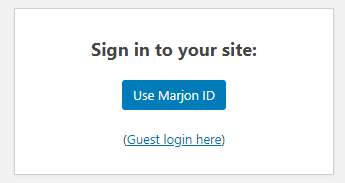 Sign in to your site:
Use Marjon ID
(Guest login here)